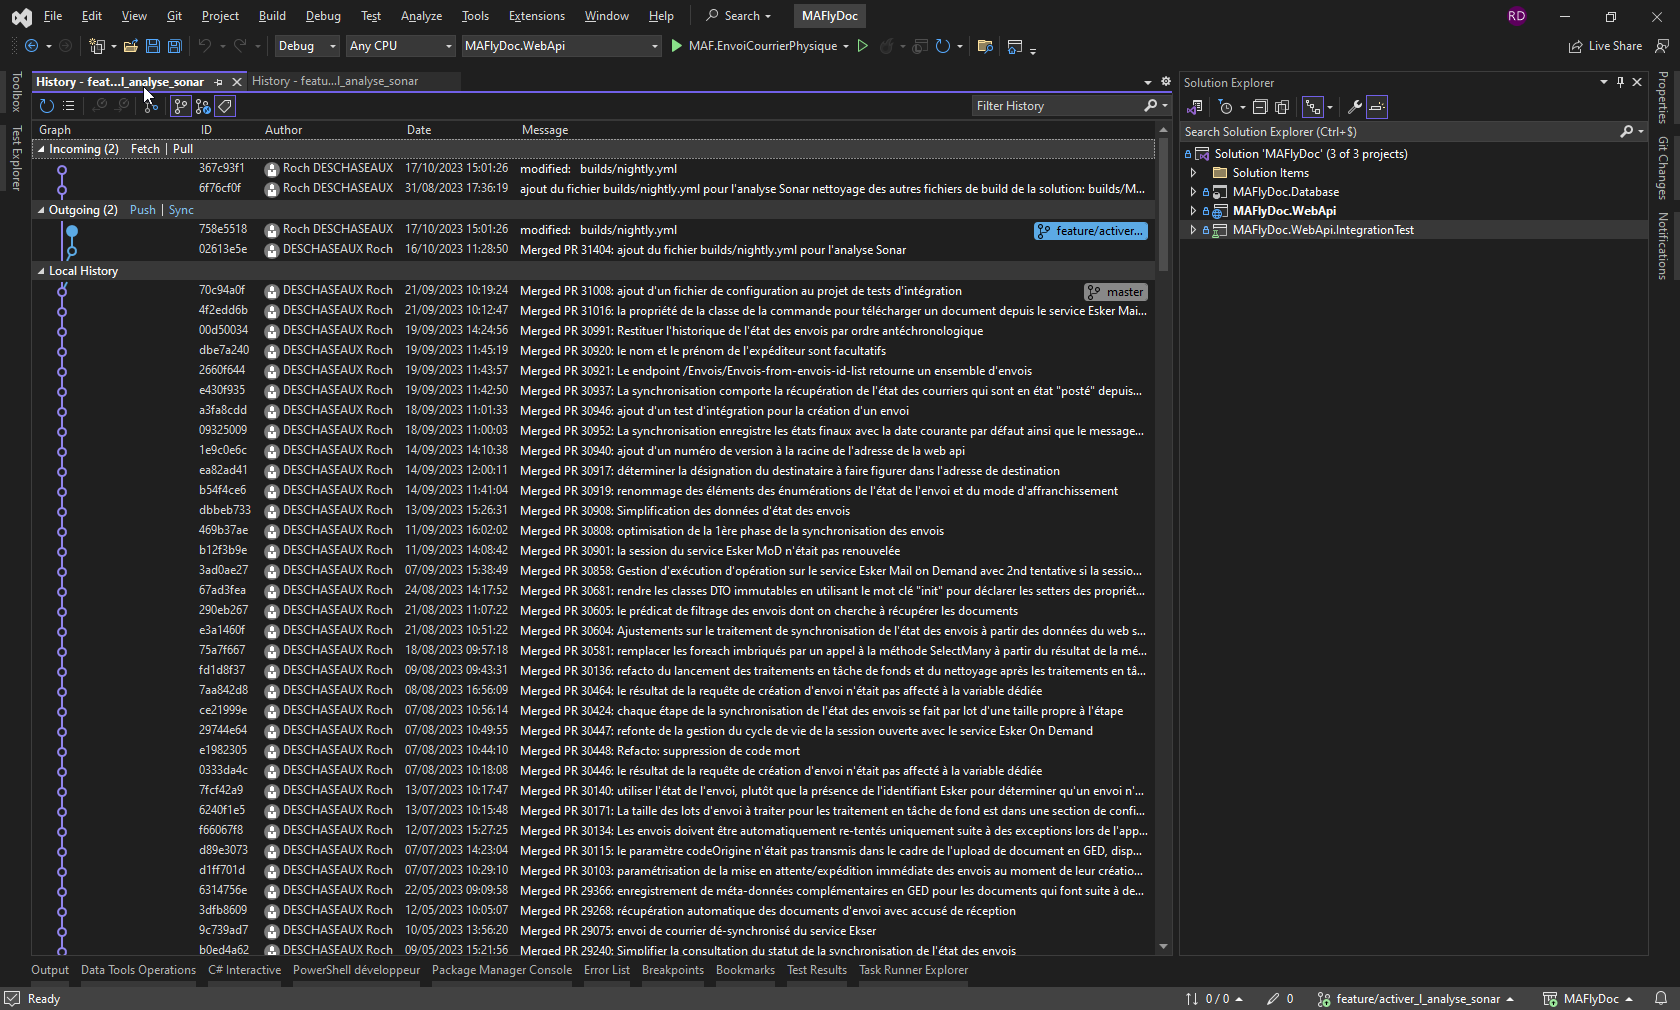 File Edit View Git Project Build Debug Test Analyze Tools Extensions Window Help Search MAFlyDoc RD
Debug Any CPU MAFlyDoc.WebApi MAF.EnvoiCourrierPhysique Live Share
Toolbox
Test Explorer
History - feat...l_analyse_sonar History - featu...l_analyse_sonar
Filter History
Graph ID Author Date Message
Incoming (2) Fetch | Pull
367c93f1 Roch DESCHASEAUX 17/10/2023 15:01:26 modified: builds/nightly.yml
6f76cf0f Roch DESCHASEAUX 31/08/2023 17:36:19 ajout du fichier builds/nightly.yml pour l'analyse Sonar nettoyage des autres fichiers de build de la solution: builds/M...
Outgoing (2) Push | Sync
758e5518 Roch DESCHASEAUX 17/10/2023 15:01:26 modified: builds/nightly.yml feature/activer...
02613e5e DESCHASEAUX Roch 16/10/2023 11:28:50 Merged PR 31404: ajout du fichier builds/nightly.yml pour l'analyse Sonar
Local History
70c94a0f DESCHASEAUX Roch 21/09/2023 10:19:24 Merged PR 31008: ajout d'un fichier de configuration au projet de tests d'intégration master
4f2edd6b DESCHASEAUX Roch 21/09/2023 10:12:47 Merged PR 31016: la propriété de la classe de la commande pour télécharger un document depuis le service Esker Mai...
00d50034 DESCHASEAUX Roch 19/09/2023 14:24:56 Merged PR 30991: Restituer l'historique de l'état des envois par ordre antéchronologique
dbe7a240 DESCHASEAUX Roch 19/09/2023 11:45:19 Merged PR 30920: le nom et le prénom de l'expéditeur sont facultatifs
2660f644 DESCHASEAUX Roch 19/09/2023 11:43:57 Merged PR 30921: Le endpoint /Envois/Envois-from-envois-id-list retourne un ensemble d'envois
e430f935 DESCHASEAUX Roch 19/09/2023 11:42:50 Merged PR 30937: La synchronisation comporte la récupération de l'état des courriers qui sont en état "posté" depuis...
a3fa8cdd DESCHASEAUX Roch 18/09/2023 11:01:33 Merged PR 30946: ajout d'un test d'intégration pour la création d'un envoi
09325009 DESCHASEAUX Roch 18/09/2023 11:00:03 Merged PR 30952: La synchronisation enregistre les états finaux avec la date courante par défaut ainsi que le message...
1e9c0e6c DESCHASEAUX Roch 14/09/2023 14:10:38 Merged PR 30940: ajout d'un numéro de version à la racine de l'adresse de la web api
ea82ad41 DESCHASEAUX Roch 14/09/2023 12:00:11 Merged PR 30917: déterminer la désignation du destinataire à faire figurer dans l'adresse de destination
b54f4ce6 DESCHASEAUX Roch 14/09/2023 11:41:04 Merged PR 30919: renommage des éléments des énumérations de l'état de l'envoi et du mode d'affranchissement
dbbeb733 DESCHASEAUX Roch 13/09/2023 15:26:31 Merged PR 30908: Simplification des données d'état des envois
469b37ae DESCHASEAUX Roch 11/09/2023 16:02:02 Merged PR 30808: optimisation de la 1ère phase de la synchronisation des envois
b12f3b9e DESCHASEAUX Roch 11/09/2023 14:08:42 Merged PR 30901: la session du service Esker MoD n'était pas renouvelée
3ad0ae27 DESCHASEAUX Roch 07/09/2023 15:38:49 Merged PR 30858: Gestion d'exécution d'opération sur le service Esker Mail on Demand avec 2nd tentative si la sessio...
67ad3fea DESCHASEAUX Roch 24/08/2023 14:17:52 Merged PR 30681: rendre les classes DTO immutables en utilisant le mot clé "init" pour déclarer les setters des propriét...
290eb267 DESCHASEAUX Roch 21/08/2023 11:07:22 Merged PR 30605: le prédicat de filtrage des envois dont on cherche à récupérer les documents
e3a1460f DESCHASEAUX Roch 21/08/2023 10:51:22 Merged PR 30604: Ajustements sur le traitement de synchronisation de l'état des envois à partir des données du web s...
75a7f667 DESCHASEAUX Roch 18/08/2023 09:57:18 Merged PR 30581: remplacer les foreach imbriqués par un appel à la méthode SelectMany à partir du résultat de la mé...
fd1d8f37 DESCHASEAUX Roch 09/08/2023 09:43:31 Merged PR 30136: refacto du lancement des traitements en tâche de fonds et du nettoyage après les traitements en tâ...
7aa842d8 DESCHASEAUX Roch 08/08/2023 16:56:09 Merged PR 30464: le résultat de la requête de création d'envoi n'était pas affecté à la variable dédiée
ce21999e DESCHASEAUX Roch 07/08/2023 10:56:14 Merged PR 30424: chaque étape de la synchronisation de l'état des envois se fait par lot d'une taille propre à l'étape
29744e64 DESCHASEAUX Roch 07/08/2023 10:49:55 Merged PR 30447: refonte de la gestion du cycle de vie de la session ouverte avec le service Esker On Demand
e1982305 DESCHASEAUX Roch 07/08/2023 10:44:10 Merged PR 30448: Refacto: suppression de code mort
0333da4c DESCHASEAUX Roch 07/08/2023 10:18:08 Merged PR 30446: le résultat de la requête de création d'envoi n'était pas affecté à la variable dédiée
7fcf42a9 DESCHASEAUX Roch 13/07/2023 10:17:47 Merged PR 30140: utiliser l'état de l'envoi, plutôt que la présence de l'identifiant Esker pour déterminer qu'un envoi n'...
6240f1e5 DESCHASEAUX Roch 13/07/2023 10:15:48 Merged PR 30171: La taille des lots d'envoi à traiter pour les traitement en tâche de fond est dans une section de confi...
f66067f8 DESCHASEAUX Roch 12/07/2023 15:27:25 Merged PR 30134: Les envois doivent être automatiquement re-tentés uniquement suite à des exceptions lors de l'app...
d89e3073 DESCHASEAUX Roch 07/07/2023 14:23:04 Merged PR 30115: le paramètre codeOrigine n'était pas transmis dans le cadre de l'upload de document en GED, disp...
d1ff701d DESCHASEAUX Roch 07/07/2023 10:29:10 Merged PR 30103: paramétrisation de la mise en attente/expédition immédiate des envois au moment de leur créatio...
6314756e DESCHASEAUX Roch 22/05/2023 09:09:58 Merged PR 29366: enregistrement de méta-données complémentaires en GED pour les documents qui font suite à de...
3dfb8609 DESCHASEAUX Roch 12/05/2023 10:05:07 Merged PR 29268: récupération automatique des documents d'envoi avec accusé de réception
9c739ad7 DESCHASEAUX Roch 10/05/2023 13:56:20 Merged PR 29075: envoi de courrier dé-synchronisé du service Ekser
b0ed4a62 DESCHASEAUX Roch 09/05/2023 15:21:56 Merged PR 29240: Simplifier la consultation du statut de la synchronisation de l'état des envois
Solution Explorer
Search Solution Explorer (Ctrl+$)
Solution 'MAFlyDoc' (3 of 3 projects)
Solution Items
MAFlyDoc.Database
MAFlyDoc.WebApi
MAFlyDoc.WebApi.IntegrationTest
Properties
Git Changes
Notifications
Output Data Tools Operations C# Interactive PowerShell développeur Package Manager Console Error List Breakpoints Bookmarks Test Results Task Runner Explorer
Ready 0 / 0 0 feature/activer_l_analyse_sonar MAFlyDoc